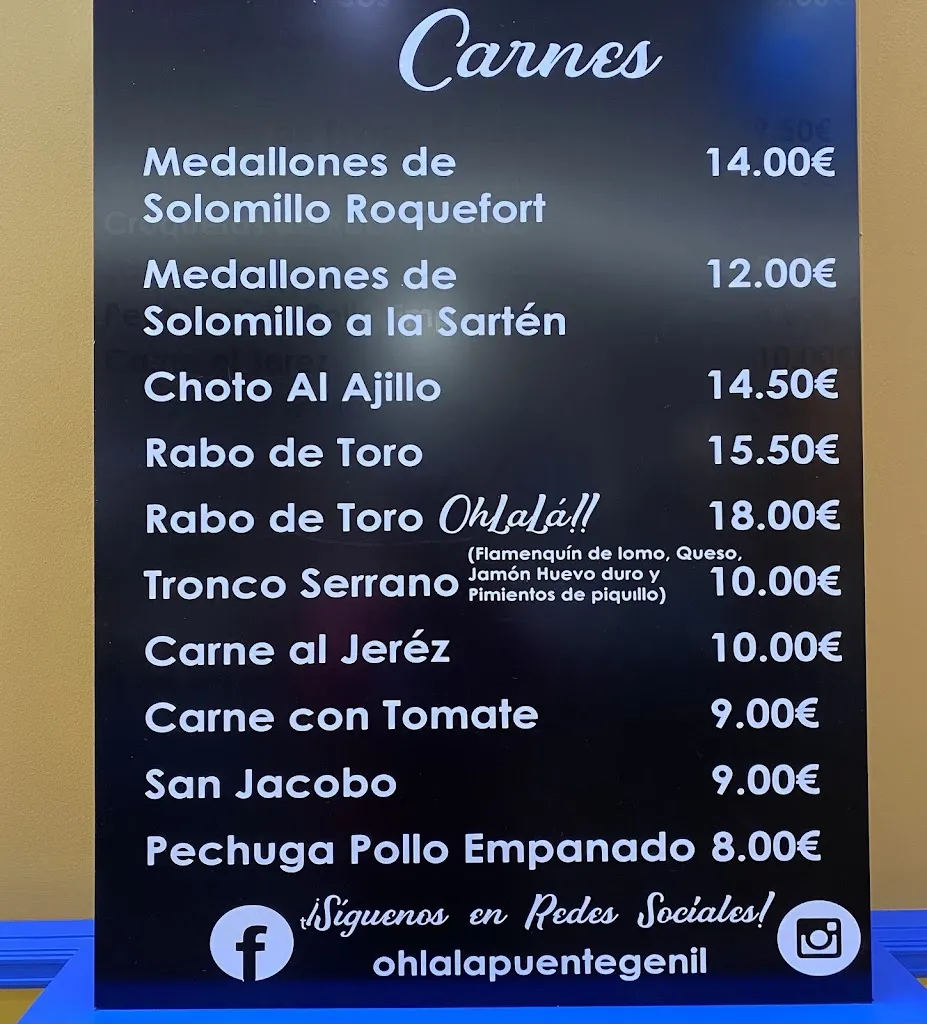 Carnes
Medallones de 14.00€
Solomillo Roquefort
Medallones de 12.00€
Solomillo a la Sartén
Choto Al Ajillo 14.50€
Rabo de Toro 15.50€
Rabo de Toro OhLaLá!! 18.00€
(Flamenquín de lomo, Queso,
Tronco Serrano Jamón Huevo duro y 10.00€
Pimientos de piquillo)
Carne al Jeréz 10.00€
Carne con Tomate 9.00€
San Jacobo 9.00€
Pechuga Pollo Empanado 8.00€
¡Síguenos en Redes Sociales!
ohlalapuentegenil